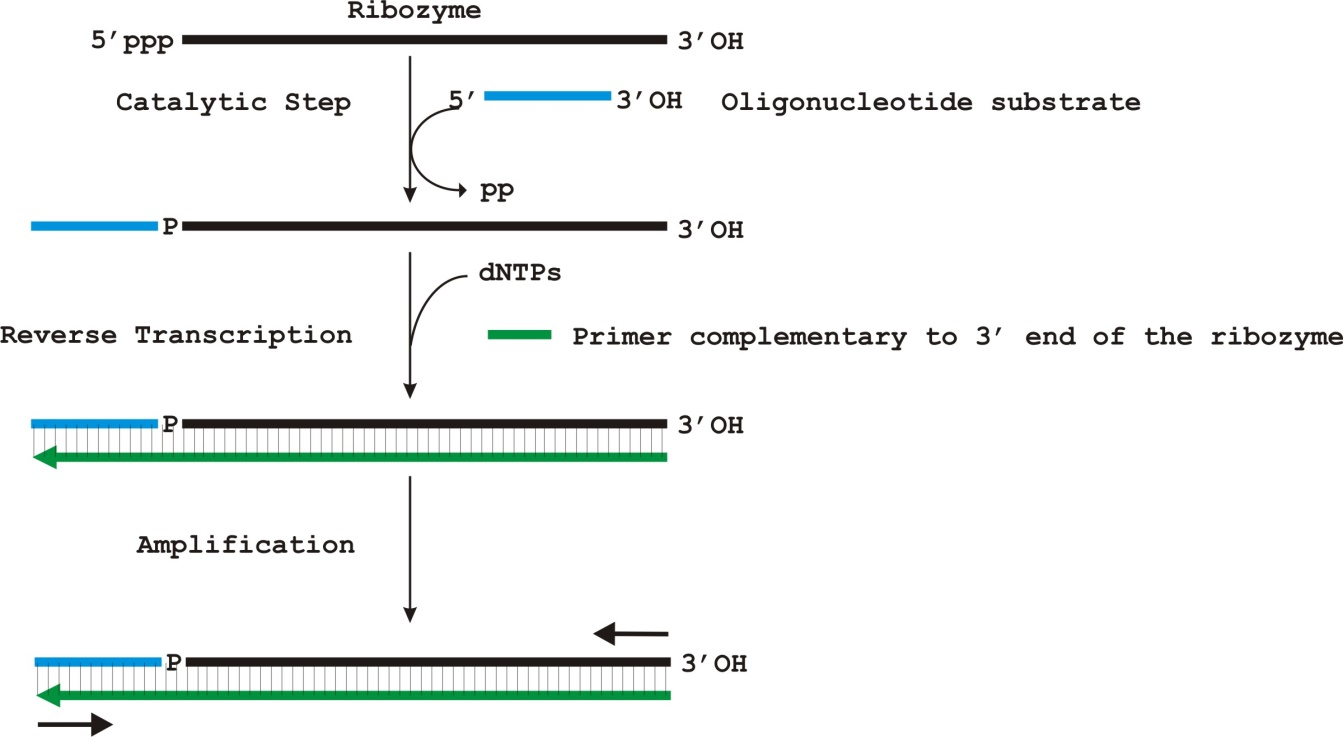 Ribozyme
5′ppp 3′OH
Catalytic Step 5′ 3′OH Oligonucleotide substrate
pp
P 3′OH
dNTPs
Reverse Transcription Primer complementary to 3′ end of the ribozyme
P 3′OH
Amplification
P 3′OH